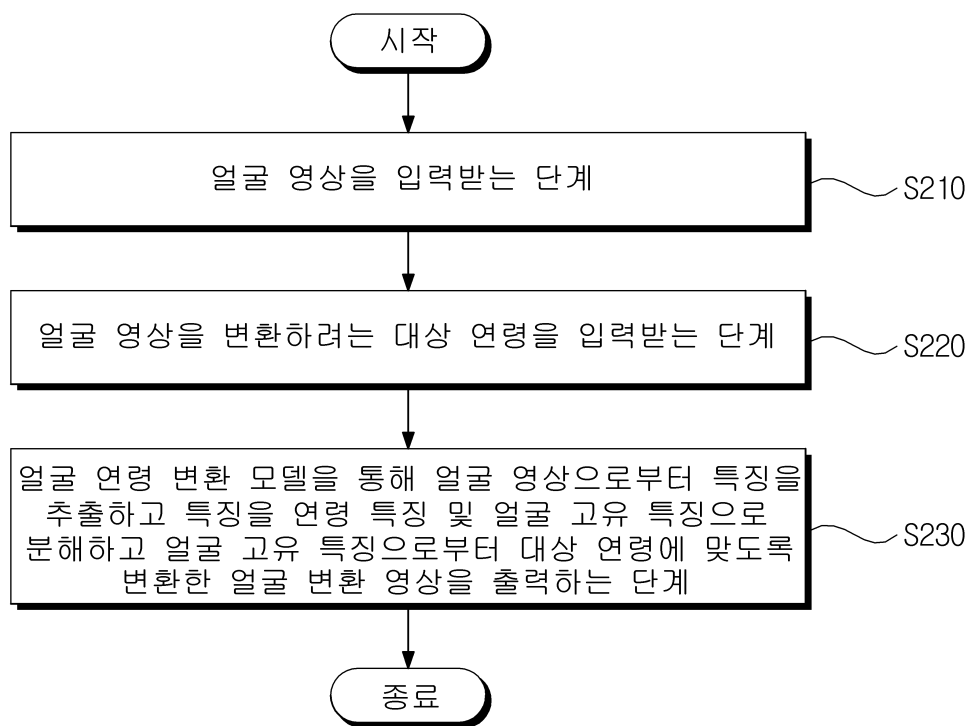 시작
얼굴 영상을 입력받는 단계
S210
얼굴 영상을 변환하려는 대상 연령을 입력받는 단계
S220
얼굴 연령 변환 모델을 통해 얼굴 영상으로부터 특징을
추출하고 특징을 연령 특징 및 얼굴 고유 특징으로
분해하고 얼굴 고유 특징으로부터 대상 연령에 맞도록
변환한 얼굴 변환 영상을 출력하는 단계
S230
종료